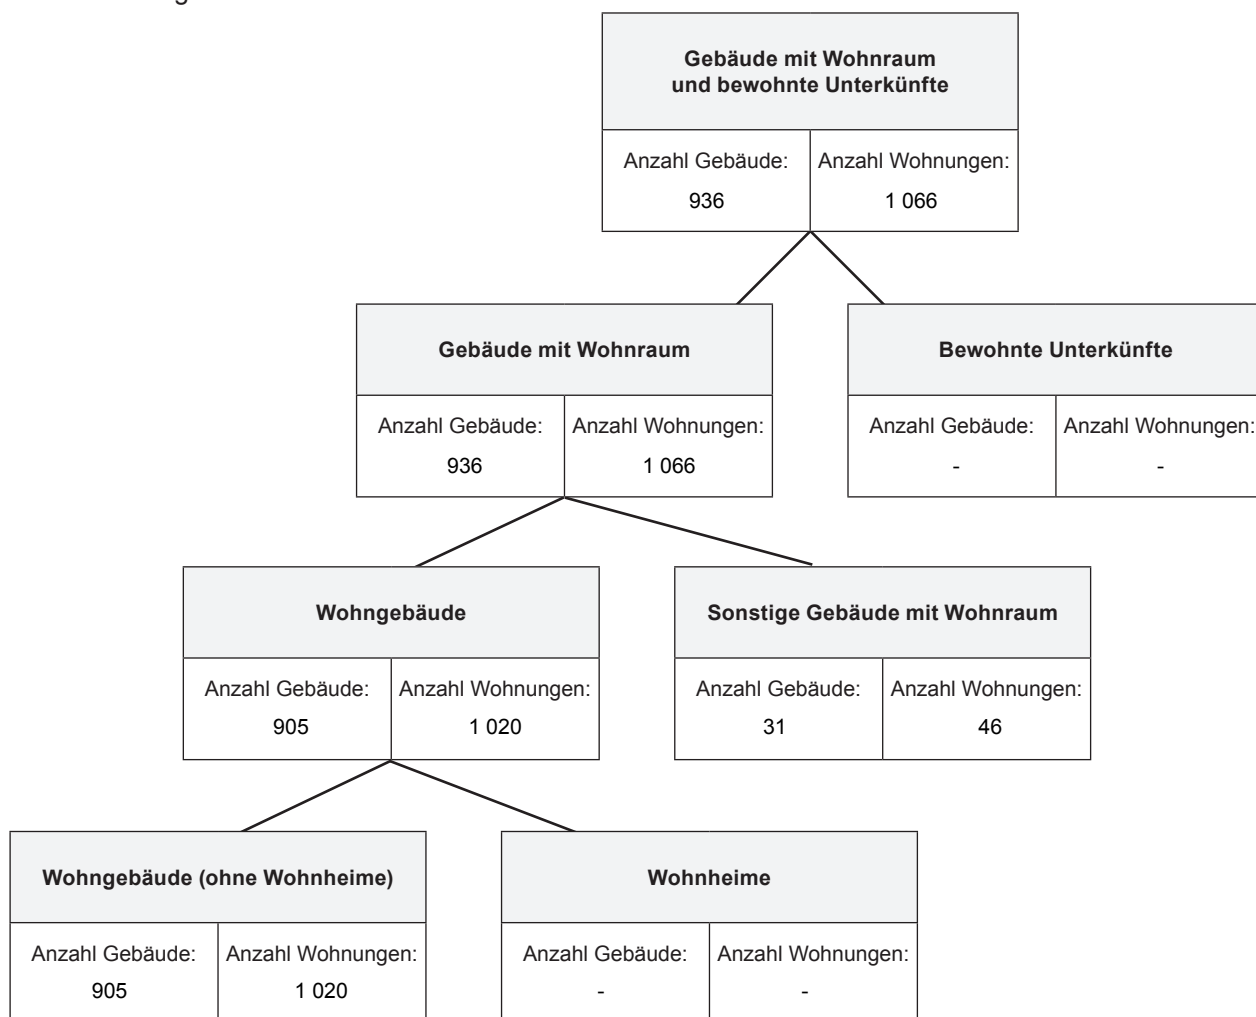 Gebäude mit Wohnraum
und bewohnte Unterkünfte
Anzahl Gebäude: Anzahl Wohnungen:
936 1 066
Gebäude mit Wohnraum
Anzahl Gebäude: Anzahl Wohnungen:
936 1 066
Bewohnte Unterkünfte
Anzahl Gebäude: Anzahl Wohnungen:
- -
Wohngebäude
Anzahl Gebäude: Anzahl Wohnungen:
905 1 020
Sonstige Gebäude mit Wohnraum
Anzahl Gebäude: Anzahl Wohnungen:
31 46
Wohngebäude (ohne Wohnheime)
Anzahl Gebäude: Anzahl Wohnungen:
905 1 020
Wohnheime
Anzahl Gebäude: Anzahl Wohnungen:
- -